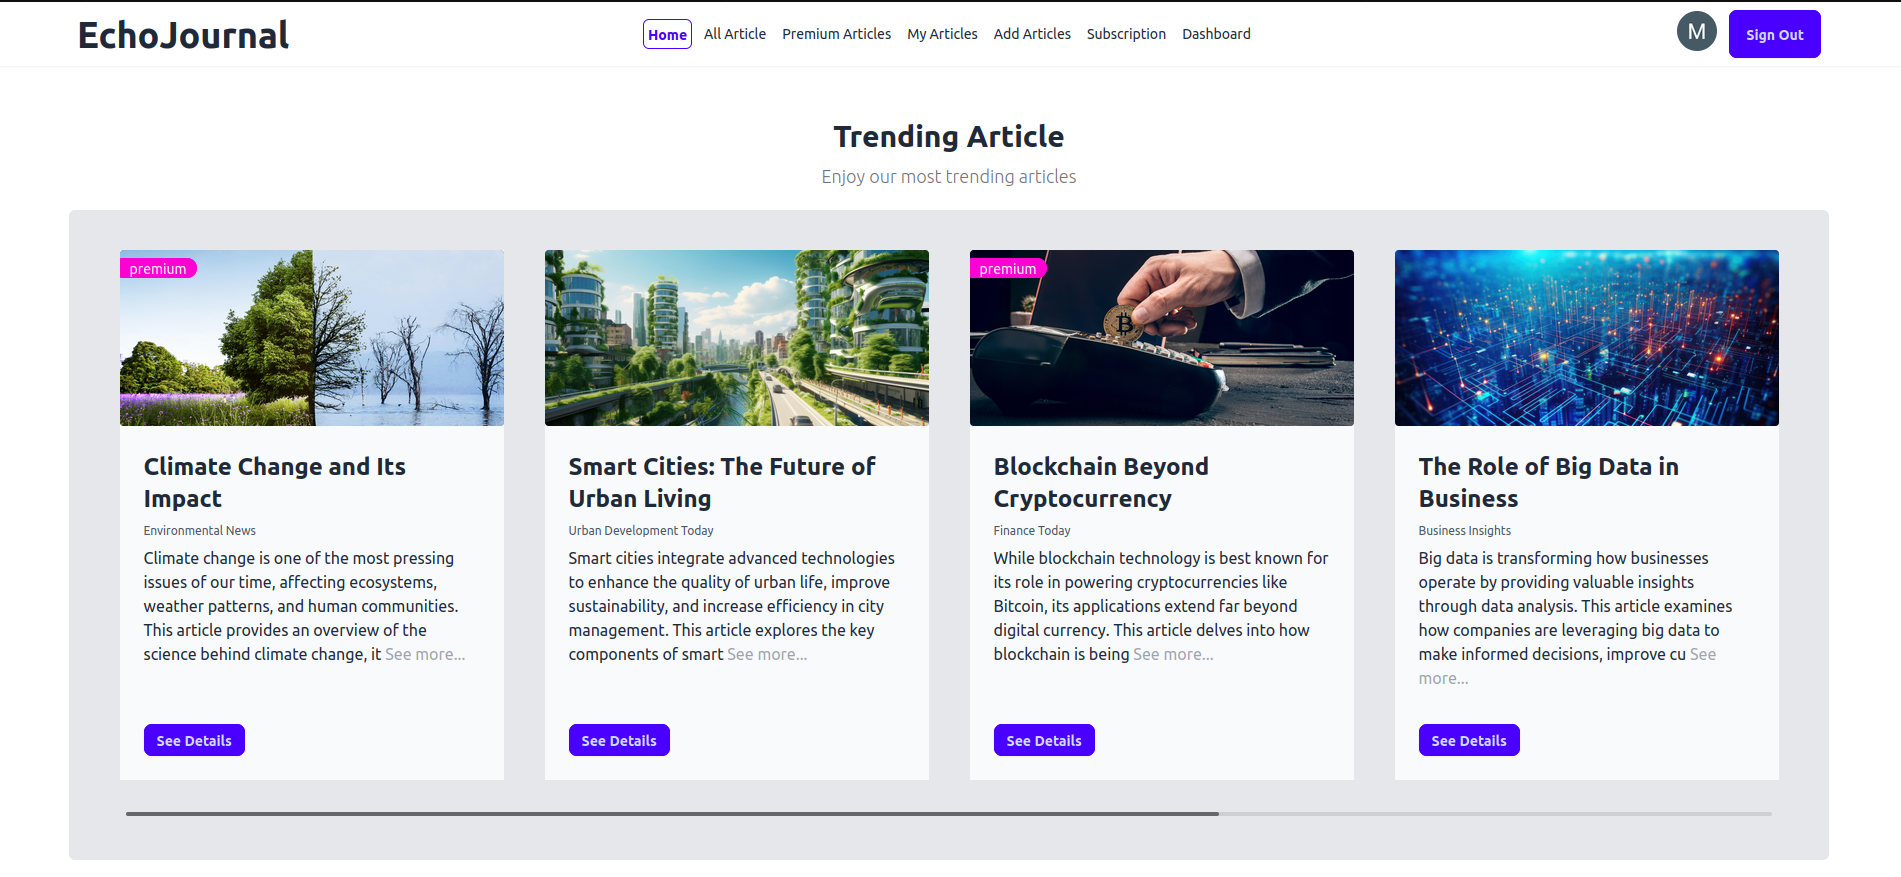 EchoJournal
Home All Article Premium Articles My Articles Add Articles Subscription Dashboard
M
Sign Out
Trending Article
Enjoy our most trending articles
premium
Climate Change and Its
Impact
Environmental News
Climate change is one of the most pressing
issues of our time, affecting ecosystems,
weather patterns, and human communities.
This article provides an overview of the
science behind climate change, it See more...
See Details
Smart Cities: The Future of
Urban Living
Urban Development Today
Smart cities integrate advanced technologies
to enhance the quality of urban life, improve
sustainability, and increase efficiency in city
management. This article explores the key
components of smart See more...
See Details
premium
Blockchain Beyond
Cryptocurrency
Finance Today
While blockchain technology is best known for
its role in powering cryptocurrencies like
Bitcoin, its applications extend far beyond
digital currency. This article delves into how
blockchain is being See more...
See Details
The Role of Big Data in
Business
Business Insights
Big data is transforming how businesses
operate by providing valuable insights
through data analysis. This article examines
how companies are leveraging big data to
make informed decisions, improve cu See
more...
See Details